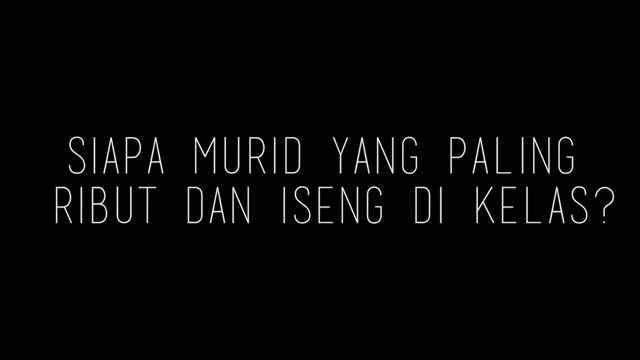 SIAPA MURID YANG PALING
RIBUT DAN ISENG DI KELAS?